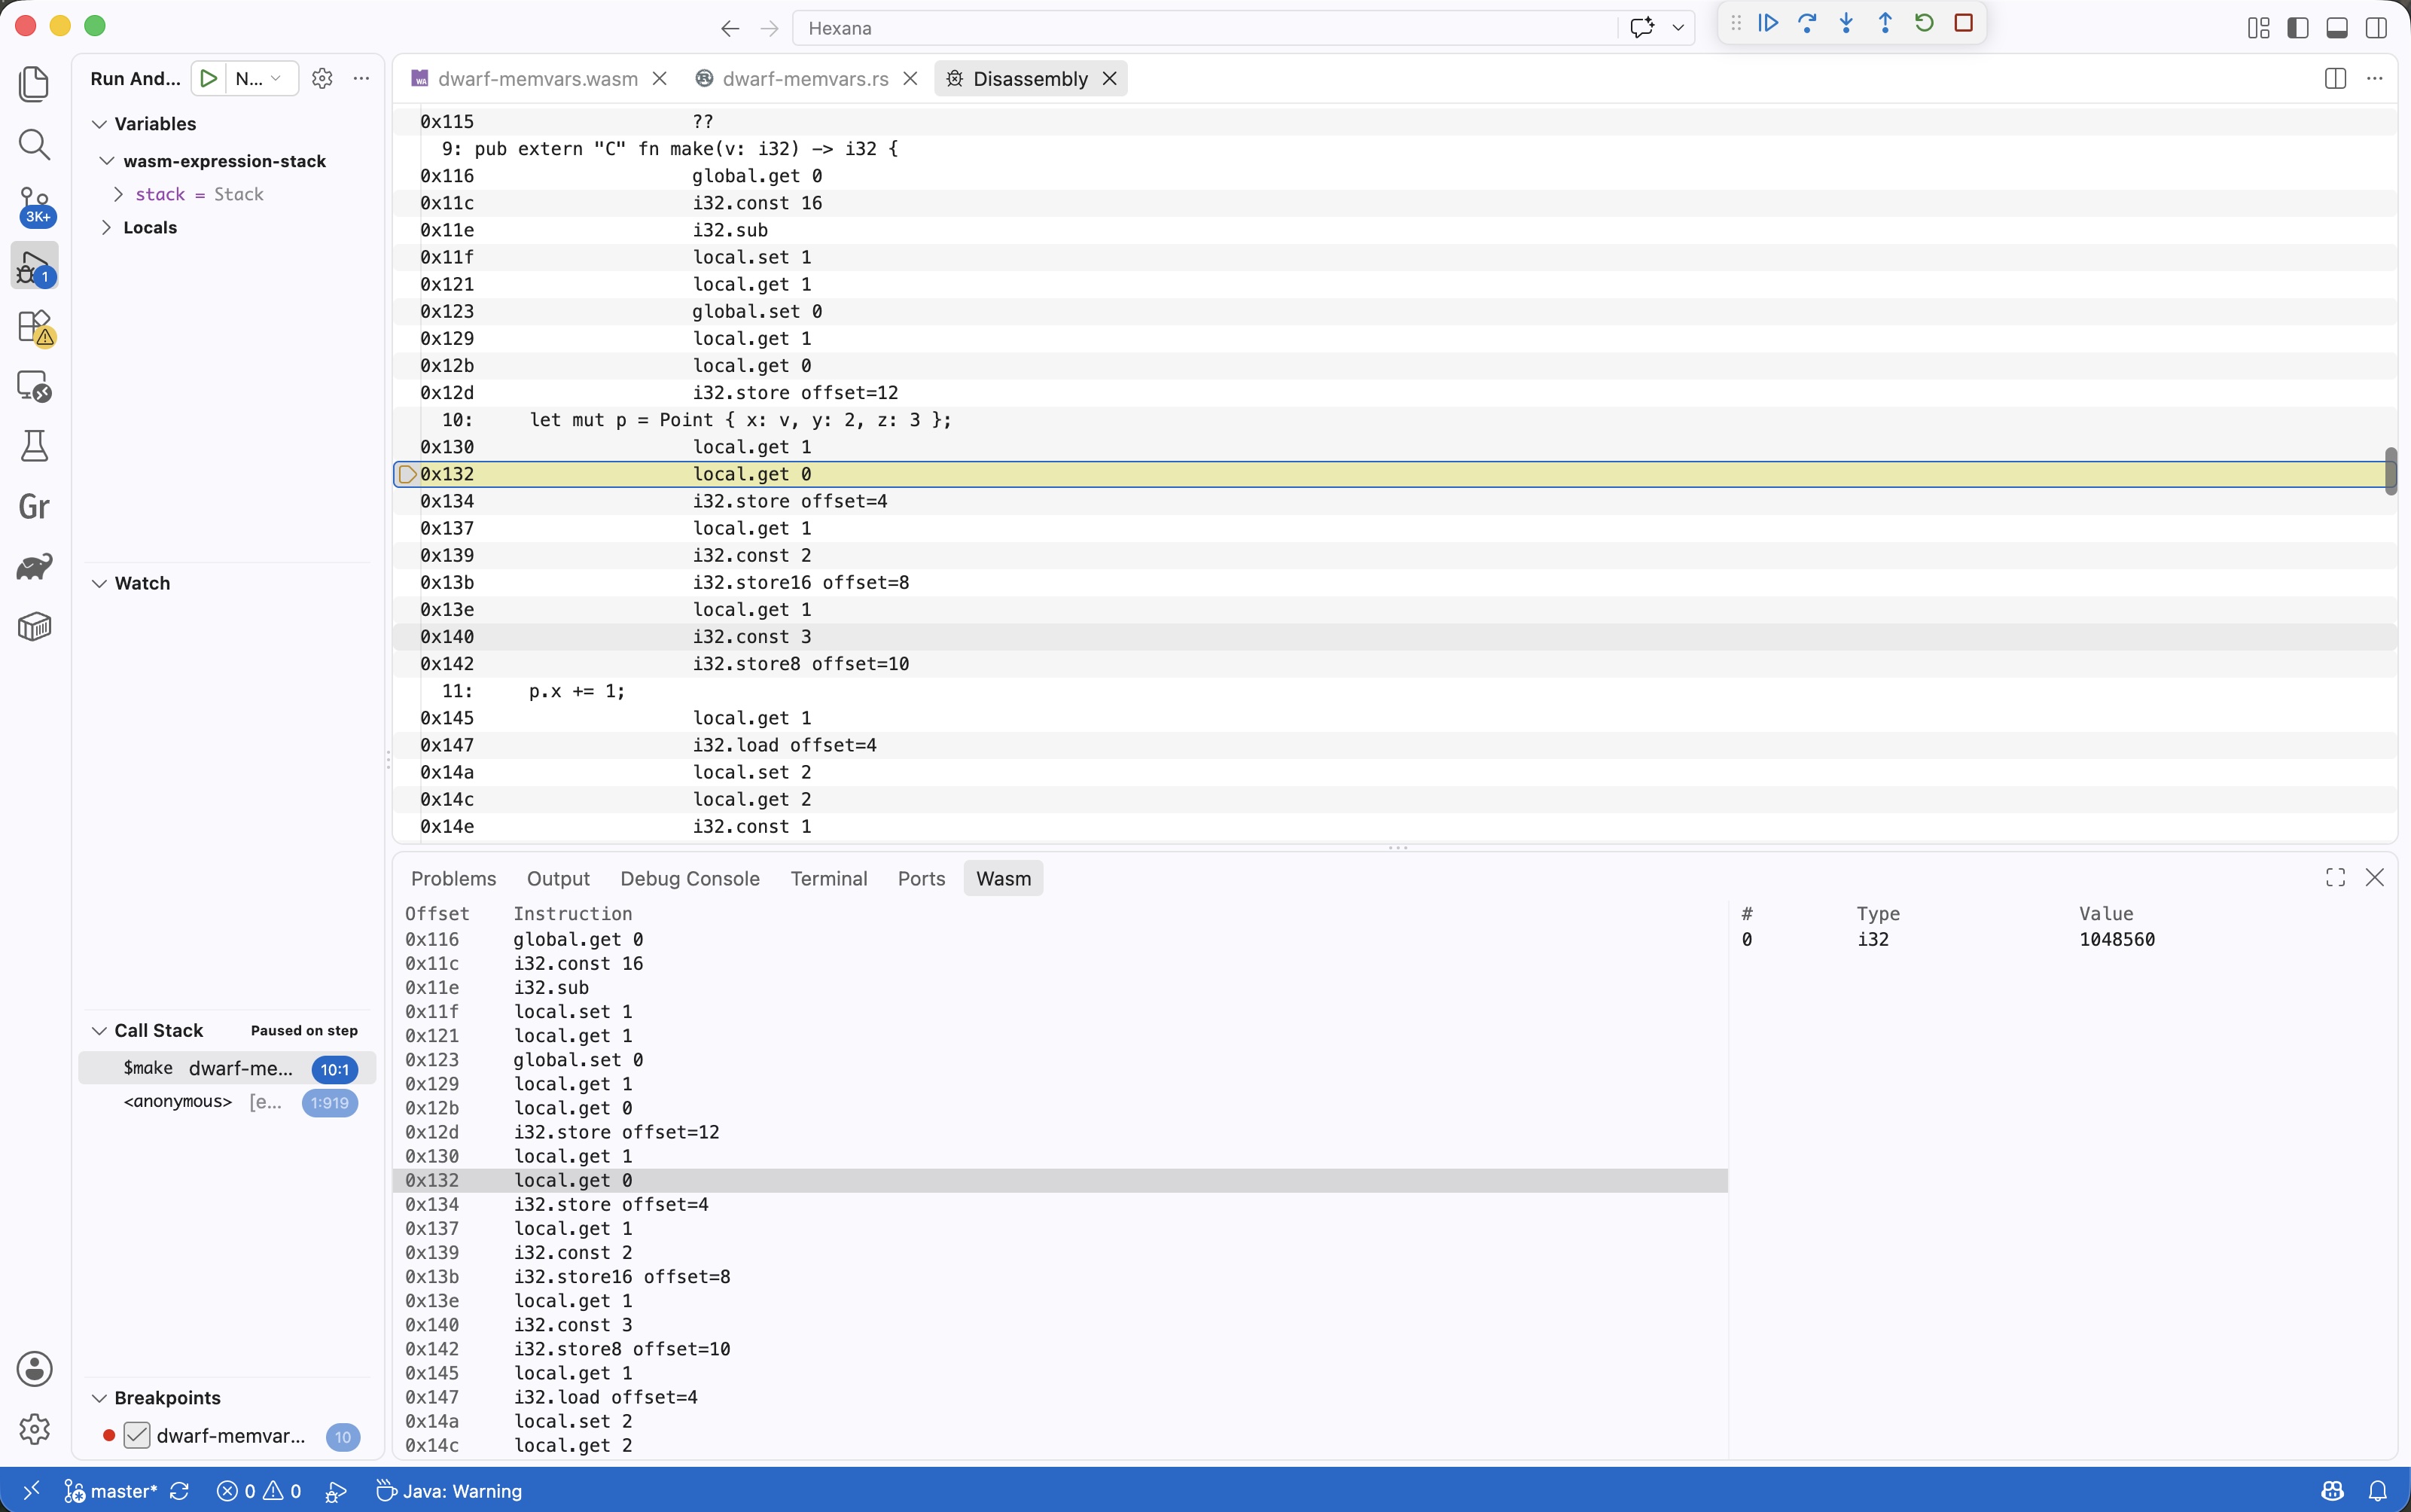 Hexana
Run And... N...
Variables
wasm-expression-stack
stack = Stack
Locals
Watch
Call Stack Paused on step
$make dwarf-me... 10:1
<anonymous> [e... 1:919
Breakpoints
dwarf-memvar... 10
3K+
1
Gr
dwarf-memvars.wasm dwarf-memvars.rs Disassembly
0x115 ??
9: pub extern "C" fn make(v: i32) -> i32 {
0x116 global.get 0
0x11c i32.const 16
0x11e i32.sub
0x11f local.set 1
0x121 local.get 1
0x123 global.set 0
0x129 local.get 1
0x12b local.get 0
0x12d i32.store offset=12
10: let mut p = Point { x: v, y: 2, z: 3 };
0x130 local.get 1
0x132 local.get 0
0x134 i32.store offset=4
0x137 local.get 1
0x139 i32.const 2
0x13b i32.store16 offset=8
0x13e local.get 1
0x140 i32.const 3
0x142 i32.store8 offset=10
11: p.x += 1;
0x145 local.get 1
0x147 i32.load offset=4
0x14a local.set 2
0x14c local.get 2
0x14e i32.const 1
Problems Output Debug Console Terminal Ports Wasm
Offset Instruction # Type Value
0x116 global.get 0 0 i32 1048560
0x11c i32.const 16
0x11e i32.sub
0x11f local.set 1
0x121 local.get 1
0x123 global.set 0
0x129 local.get 1
0x12b local.get 0
0x12d i32.store offset=12
0x130 local.get 1
0x132 local.get 0
0x134 i32.store offset=4
0x137 local.get 1
0x139 i32.const 2
0x13b i32.store16 offset=8
0x13e local.get 1
0x140 i32.const 3
0x142 i32.store8 offset=10
0x145 local.get 1
0x147 i32.load offset=4
0x14a local.set 2
0x14c local.get 2
master* 0 0 Java: Warning